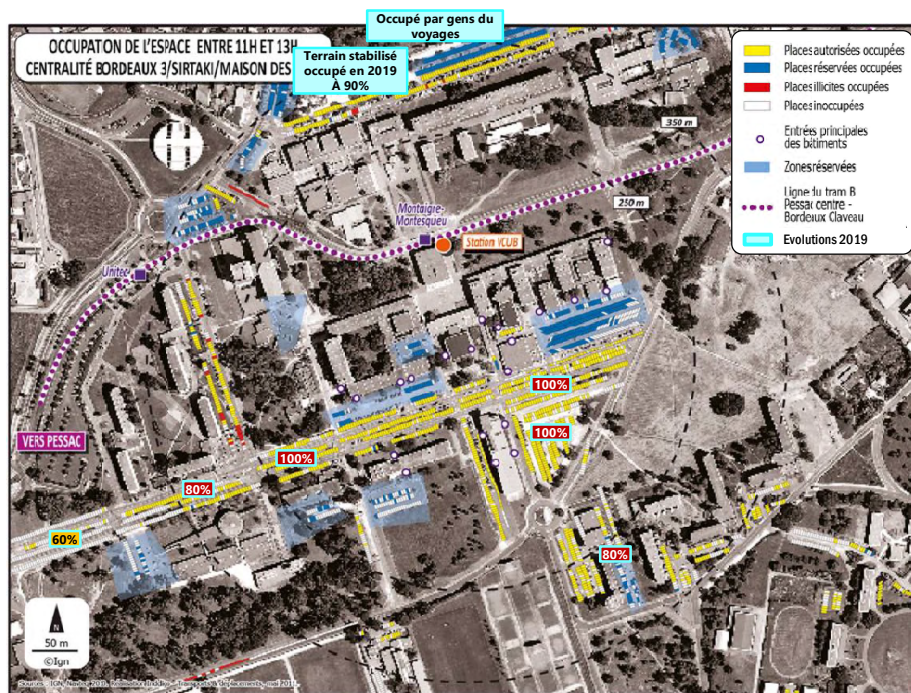 Occupé par gens du
voyages
OCCUPATION DE L'ESPACE ENTRE 11H ET 13H
CENTRALITÉ BORDEAUX 3/SIRTAKI/MAISON DES
Terrain stabilisé
occupé en 2019
À 90%
Places autorisées occupées
Places réservées occupées
Places illicites occupées
Places inoccupées
Entrées principales
des bâtiments
Zones réservées
Ligne du tram B
Pessac centre -
Bordeux Claveau
Evolutions 2019
350 m
250 m
Montaigne-
Montesqueu
Station VCUB
Unitec
VERS PESSAC
100%
100%
100%
80%
60%
80%
N
50 m
©Ign